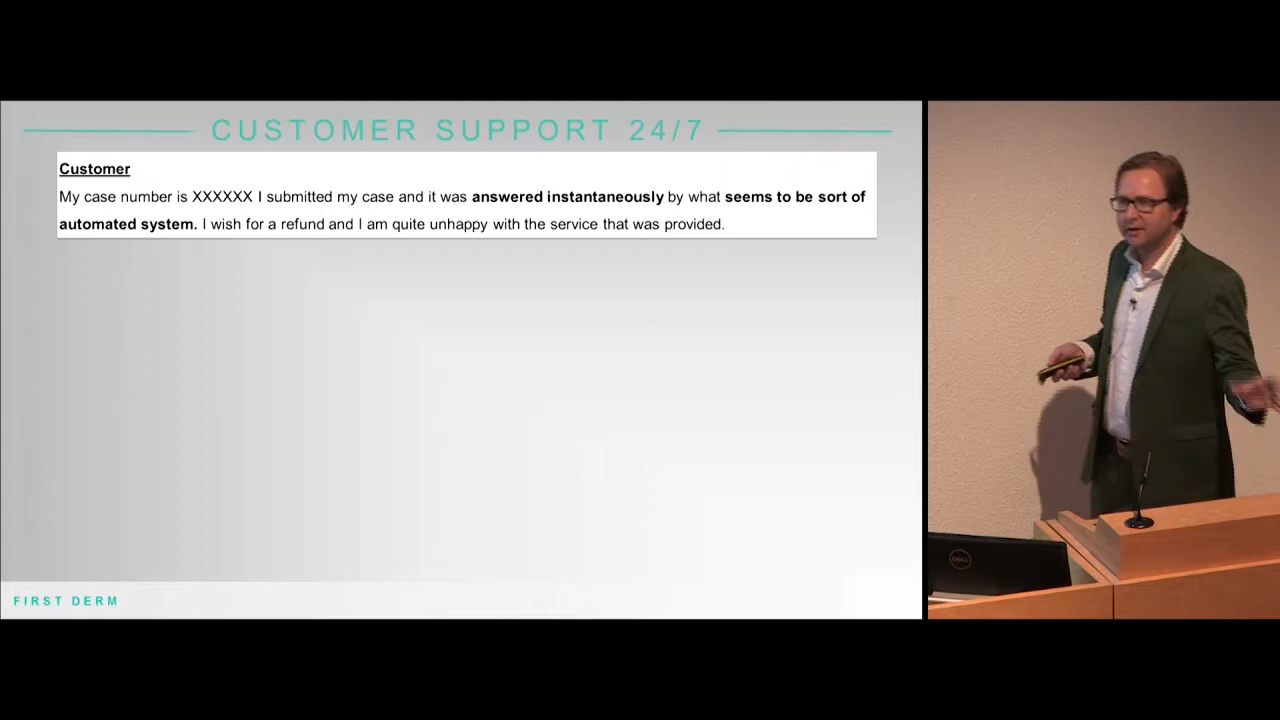 CUSTOMER SUPPORT 24/7
Customer
My case number is XXXXXX I submitted my case and it was answered instantaneously by what seems to be sort of
automated system. I wish for a refund and I am quite unhappy with the service that was provided.
FIRST DERM
DELL